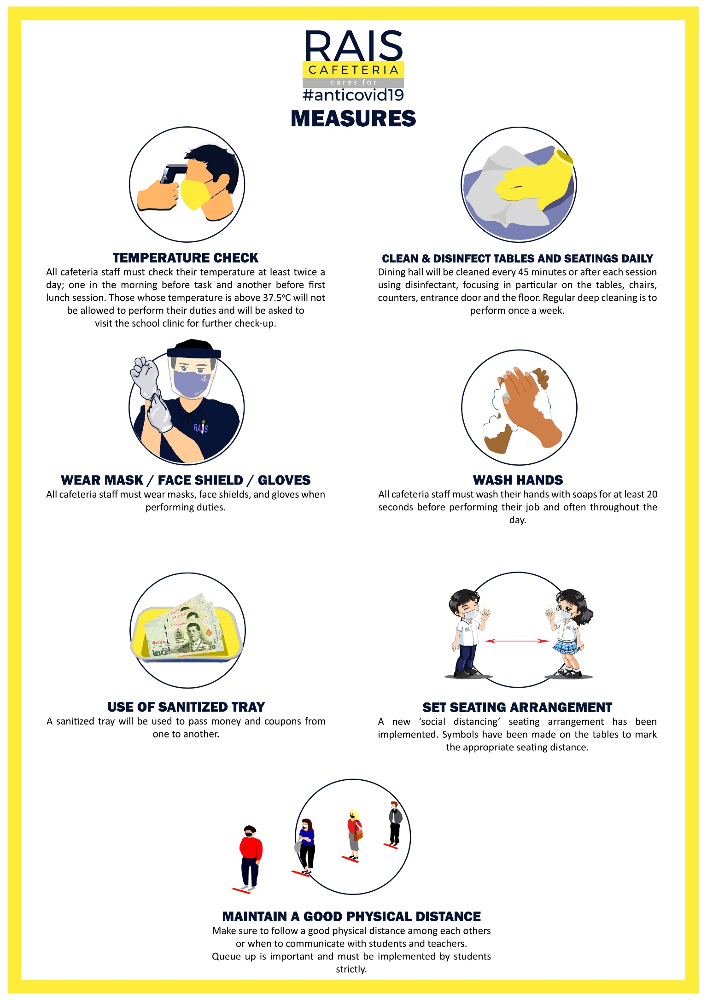 RAIS
CAFETERIA
cares for
#anticovid19
MEASURES
TEMPERATURE CHECK
All cafeteria staff must check their temperature at least twice a
day; one in the morning before task and another before first
lunch session. Those whose temperature is above 37.5ºC will not
be allowed to perform their duties and will be asked to
visit the school clinic for further check-up.
CLEAN & DISINFECT TABLES AND SEATINGS DAILY
Dining hall will be cleaned every 45 minutes or after each session
using disinfectant, focusing in particular on the tables, chairs,
counters, entrance door and the floor. Regular deep cleaning is to
perform once a week.
RAIS
WEAR MASK / FACE SHIELD / GLOVES
All cafeteria staff must wear masks, face shields, and gloves when
performing duties.
WASH HANDS
All cafeteria staff must wash their hands with soaps for at least 20
seconds before performing their job and often throughout the
day.
ตัวอย่าง
๒๐
20
USE OF SANITIZED TRAY
A sanitized tray will be used to pass money and coupons from
one to another.
SET SEATING ARRANGEMENT
A new ‘social distancing’ seating arrangement has been
implemented. Symbols have been made on the tables to mark
the appropriate seating distance.
MAINTAIN A GOOD PHYSICAL DISTANCE
Make sure to follow a good physical distance among each others
or when to communicate with students and teachers.
Queue up is important and must be implemented by students
strictly.